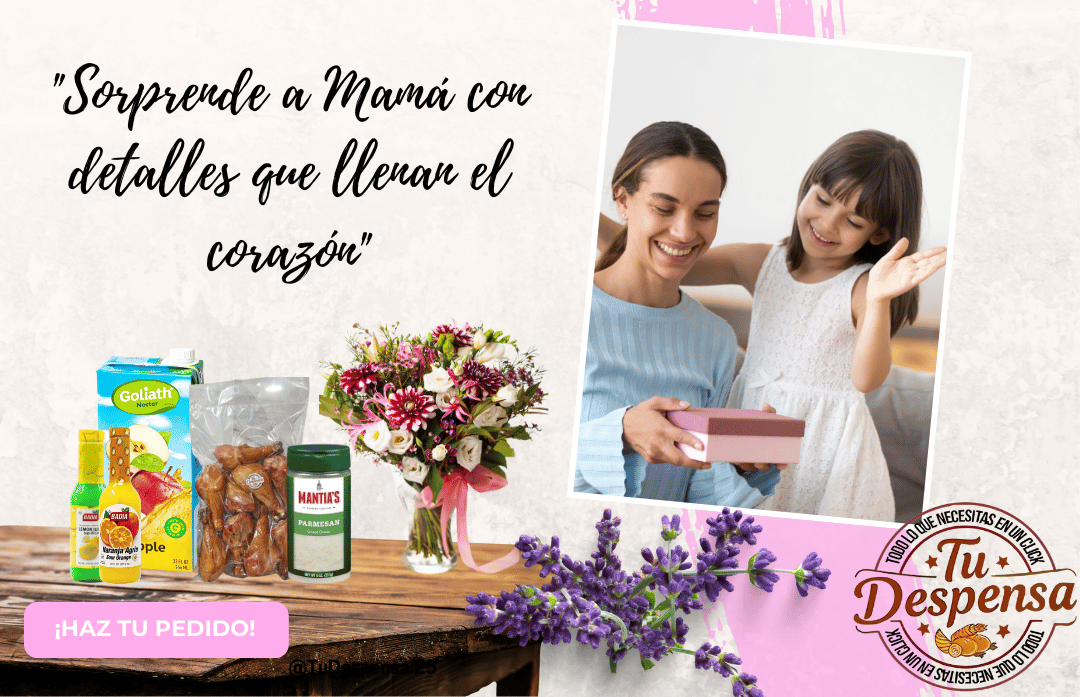 "Sorprende a Mamá con
detalles que llenan el
corazón"
Goliath
Nectar
Apple
BADIA
BADIA
Naranja Agria
Sour Orange
MANTIA'S
PARMESAN
¡HAZ TU PEDIDO!
TODO LO QUE NECESITAS EN UN CLICK
Tu
Despensa
TODO LO QUE NECESITAS EN UN CLICK